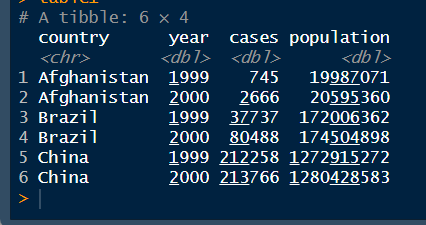 # A tibble: 6 × 4
country year cases population
<chr> <dbl> <dbl> <dbl>
1 Afghanistan 1999 745 19987071
2 Afghanistan 2000 2666 20595360
3 Brazil 1999 37737 172006362
4 Brazil 2000 80488 174504898
5 China 1999 212258 1272915272
6 China 2000 213766 1280428583
>